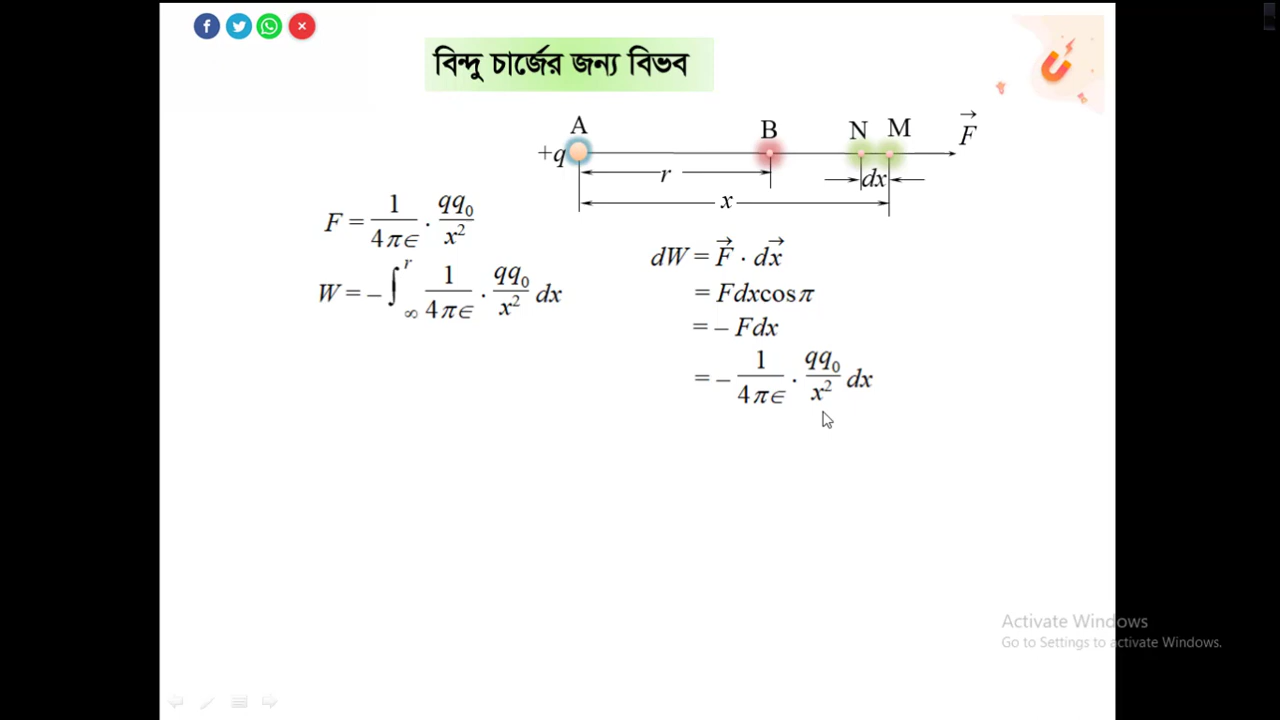 বিন্দু চার্জের জন্য বিভব
A B N M F⃗
+q
r dx
x
F = 1/4π∈ · qq₀/x²
W = – ∫_∞^r 1/4π∈ · qq₀/x² dx
dW = F⃗ · dx⃗
= Fdxcosπ
= – Fdx
= – 1/4π∈ · qq₀/x² dx
Activate Windows
Go to Settings to activate Windows.